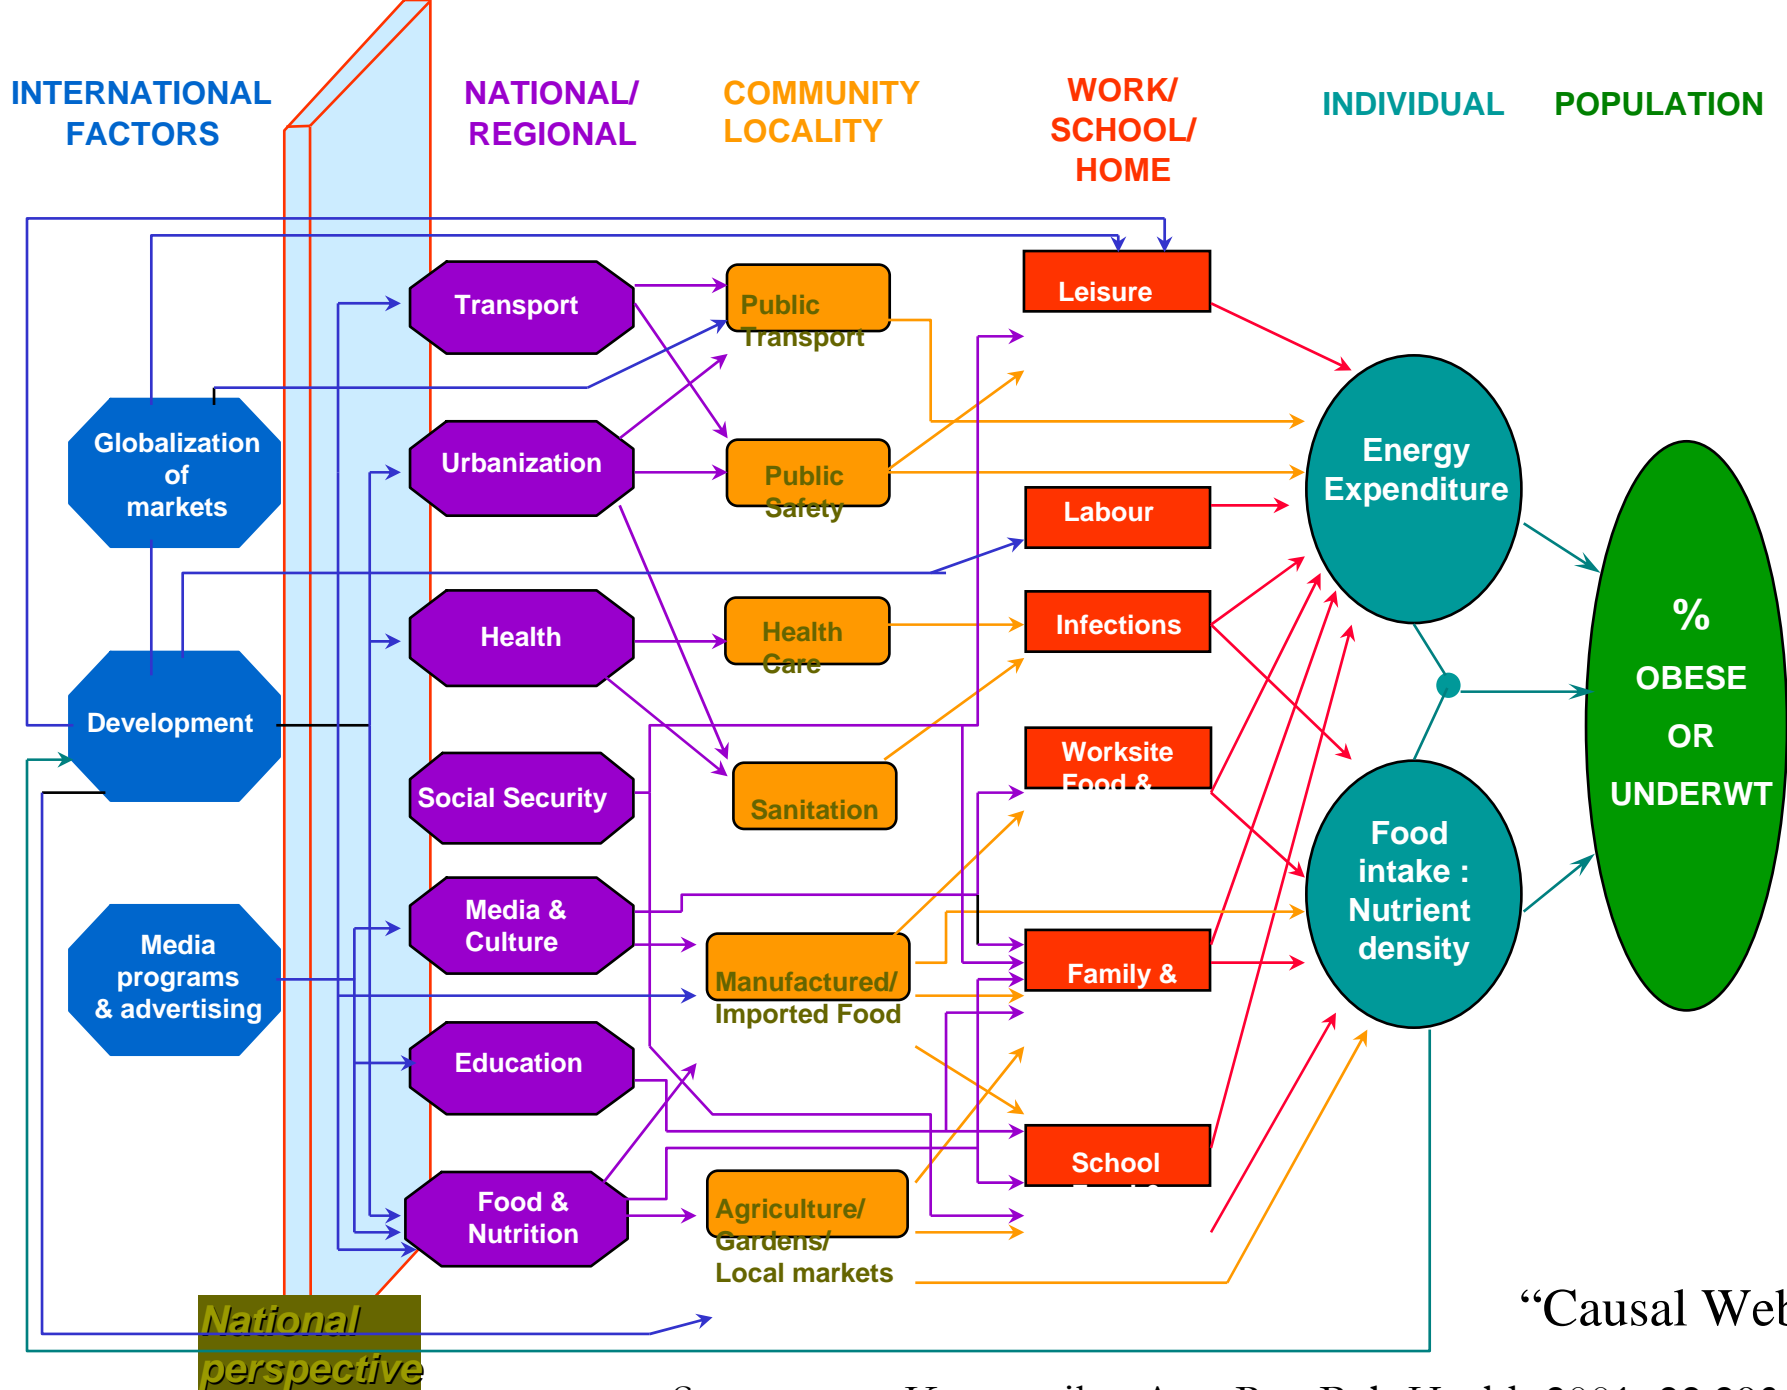 INTERNATIONAL
FACTORS
NATIONAL/
REGIONAL
COMMUNITY
LOCALITY
WORK/
SCHOOL/
HOME
INDIVIDUAL
POPULATION
Globalization
of
markets
Development
Media
programs
& advertising
Transport
Urbanization
Health
Social Security
Media &
Culture
Education
Food &
Nutrition
Public
Transport
Public
Safety
Health
Care
Sanitation
Manufactured/
Imported Food
Agriculture/
Gardens/
Local markets
Leisure
Labour
Infections
Worksite
Food &
Family &
School
Energy
Expenditure
Food
intake :
Nutrient
density
%
OBESE
OR
UNDERWT
National
perspective
“Causal Web